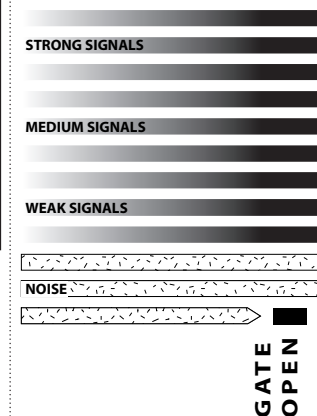 STRONG SIGNALS
MEDIUM SIGNALS
WEAK SIGNALS
NOISE
GATE
OPEN